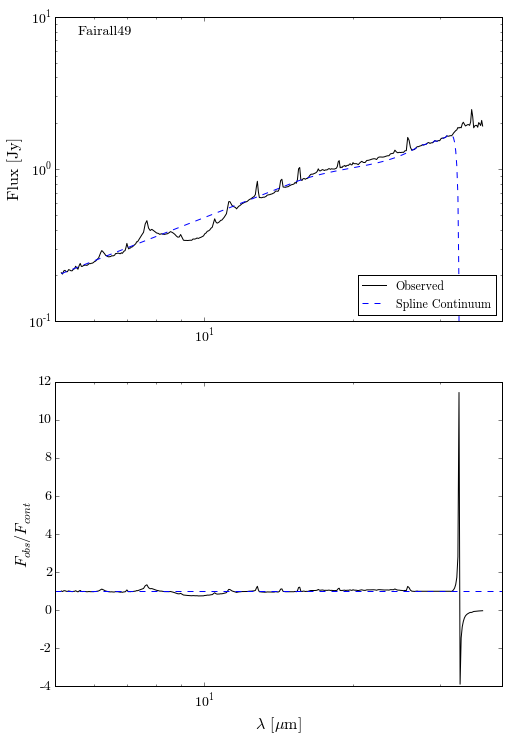 10^1
Fairall49
Flux [Jy]
10^0
Observed
Spline Continuum
10^-1
10^1
12
10
8
6
F_obs/F_cont
4
2
0
-2
-4
10^1
λ [μm]